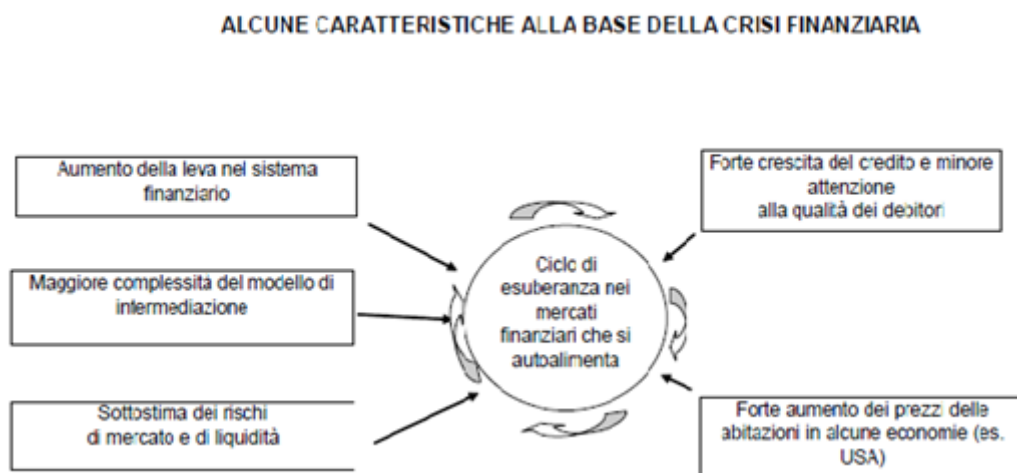 ALCUNE CARATTERISTICHE ALLA BASE DELLA CRISI FINANZIARIA
Aumento della leva nel sistema
finanziario
Maggiore complessità del modello di
intermediazione
Sottostima dei rischi
di mercato e di liquidità
Ciclo di
esuberanza nei
mercati
finanziari che si
autoalimenta
Forte crescita del credito e minore
attenzione
alla qualità dei debitori
Forte aumento dei prezzi delle
abitazioni in alcune economie (es.
USA)